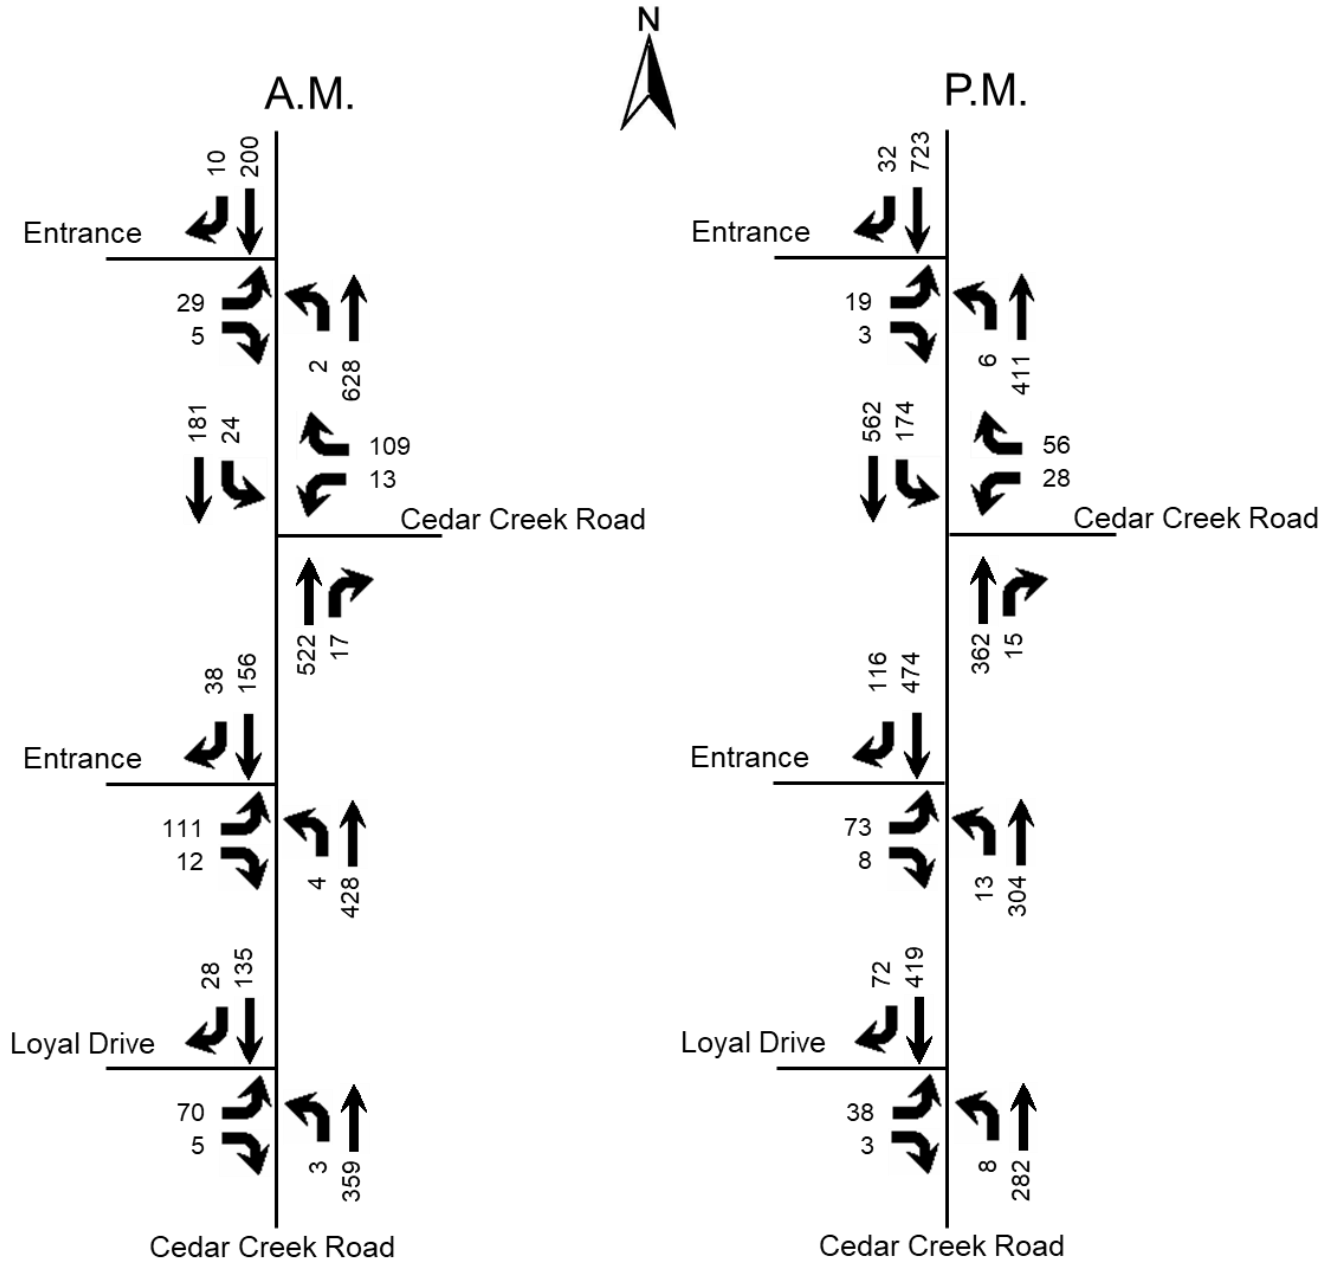 N
A.M.
10 200
Entrance
29
5
2 628
181 24
109
13
Cedar Creek Road
522 17
38 156
Entrance
111
12
4 428
28 135
Loyal Drive
70
5
3 359
Cedar Creek Road
P.M.
32 723
Entrance
19
3
6 411
562 174
56
28
Cedar Creek Road
362 15
116 474
Entrance
73
8
13 304
72 419
Loyal Drive
38
3
8 282
Cedar Creek Road